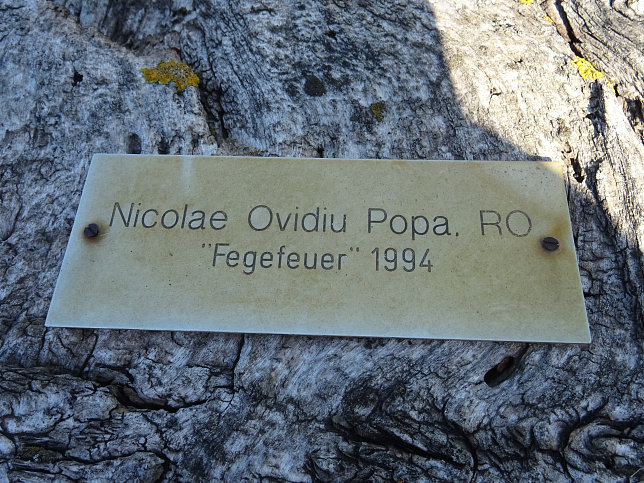 Nicolae Ovidiu Popa, RO
"Fegefeuer" 1994